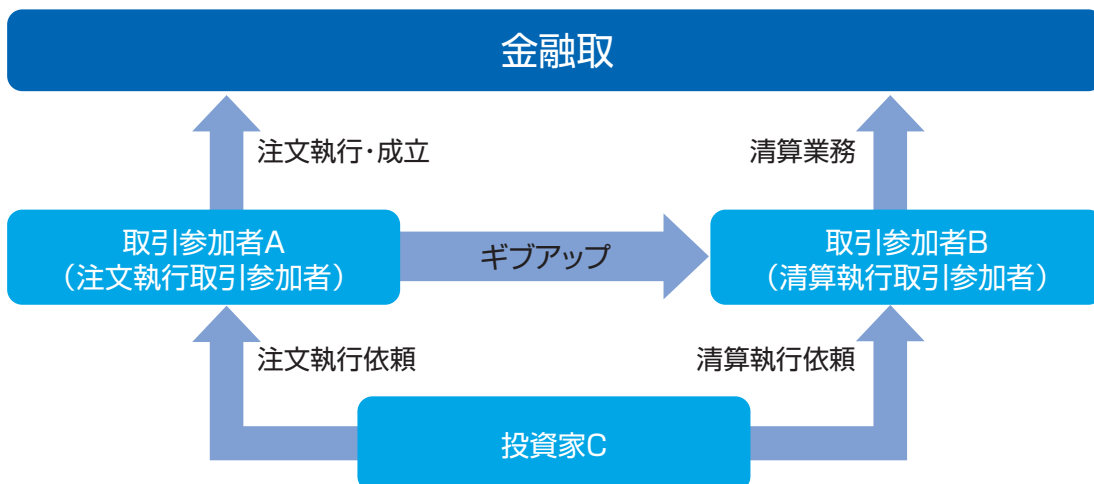 金融取
注文執行・成立
清算業務
取引参加者A
（注文執行取引参加者）
ギブアップ
取引参加者B
（清算執行取引参加者）
注文執行依頼
清算執行依頼
投資家C